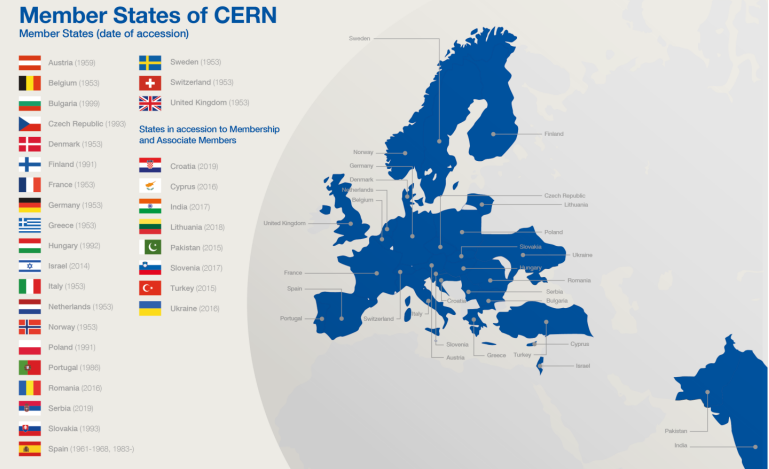 Member States of CERN
Member States (date of accession)
Austria (1959)
Belgium (1953)
Bulgaria (1999)
Czech Republic (1993)
Denmark (1953)
Finland (1991)
France (1953)
Germany (1953)
Greece (1953)
Hungary (1992)
Israel (2014)
Italy (1953)
Netherlands (1953)
Norway (1953)
Poland (1991)
Portugal (1986)
Romania (2016)
Serbia (2019)
Slovakia (1993)
Spain (1961-1968, 1983-)
Sweden (1953)
Switzerland (1953)
United Kingdom (1953)
States in accession to Membership
and Associate Members
Croatia (2019)
Cyprus (2016)
India (2017)
Lithuania (2018)
Pakistan (2015)
Slovenia (2017)
Turkey (2015)
Ukraine (2016)
Sweden
Finland
Norway
Germany
Denmark
Netherlands
Belgium
Czech Republic
Lithuania
United Kingdom
Poland
Slovakia
Ukraine
Hungary
France
Romania
Spain
Serbia
Croatia
Bulgaria
Italy
Portugal
Switzerland
Slovenia
Cyprus
Austria
Greece
Turkey
Israel
Pakistan
India